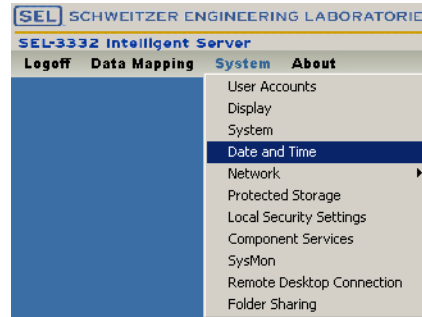 SEL SCHWEITZER ENGINEERING LABORATORIE
SEL-3332 Intelligent Server
Logoff Data Mapping System About
User Accounts
Display
System
Date and Time
Network
Protected Storage
Local Security Settings
Component Services
SysMon
Remote Desktop Connection
Folder Sharing